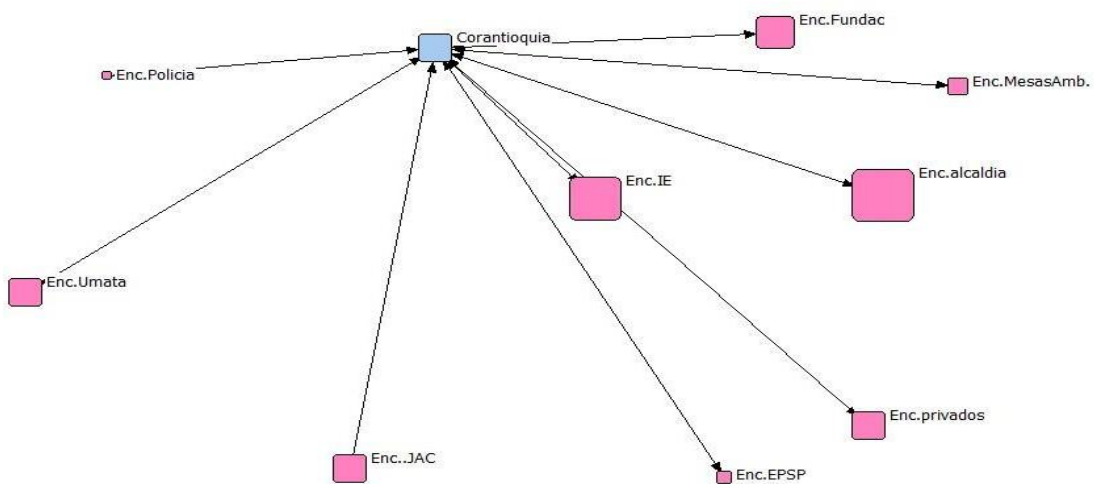 Enc.Fundac
Corantioquia
Enc.Policia
Enc.MesasAmb.
Enc.alcaldia
Enc.IE
Enc.Umata
Enc.privados
Enc..JAC
Enc.EPSP